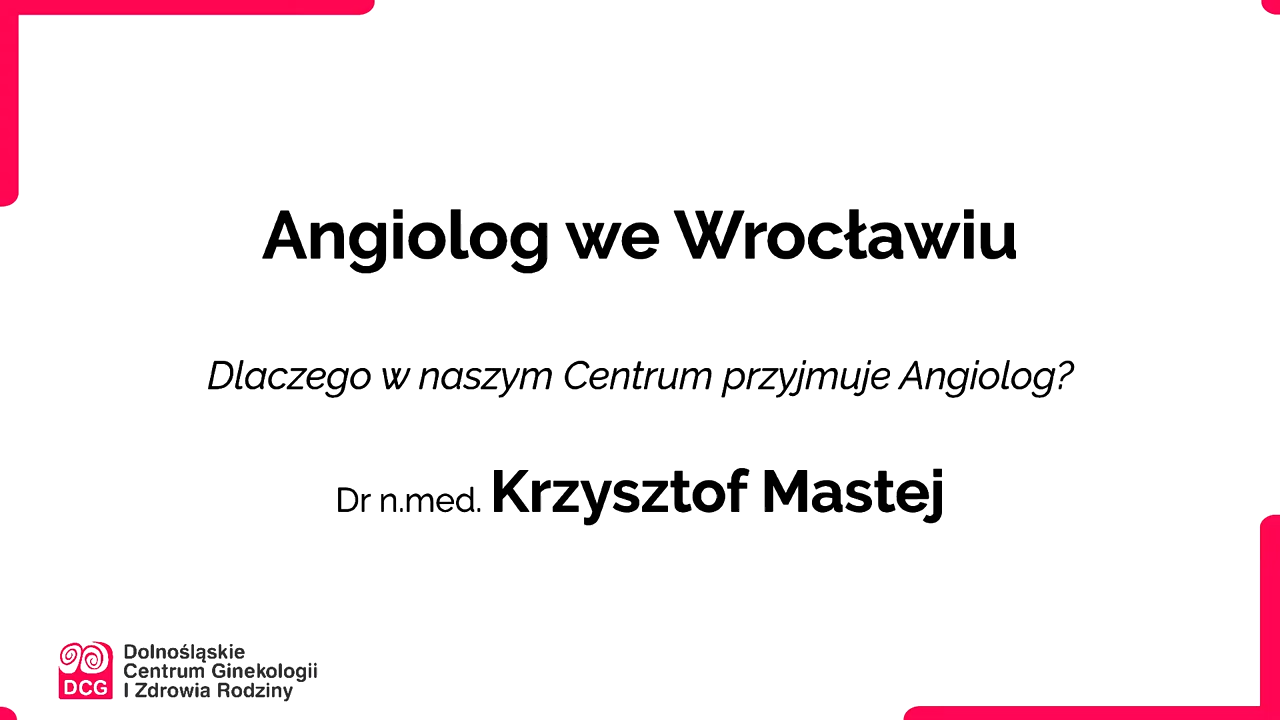 Angiolog we Wrocławiu
Dlaczego w naszym Centrum przyjmuje Angiolog?
Dr n.med. Krzysztof Mastej
DCG
Dolnośląskie
Centrum Ginekologii
I Zdrowia Rodziny